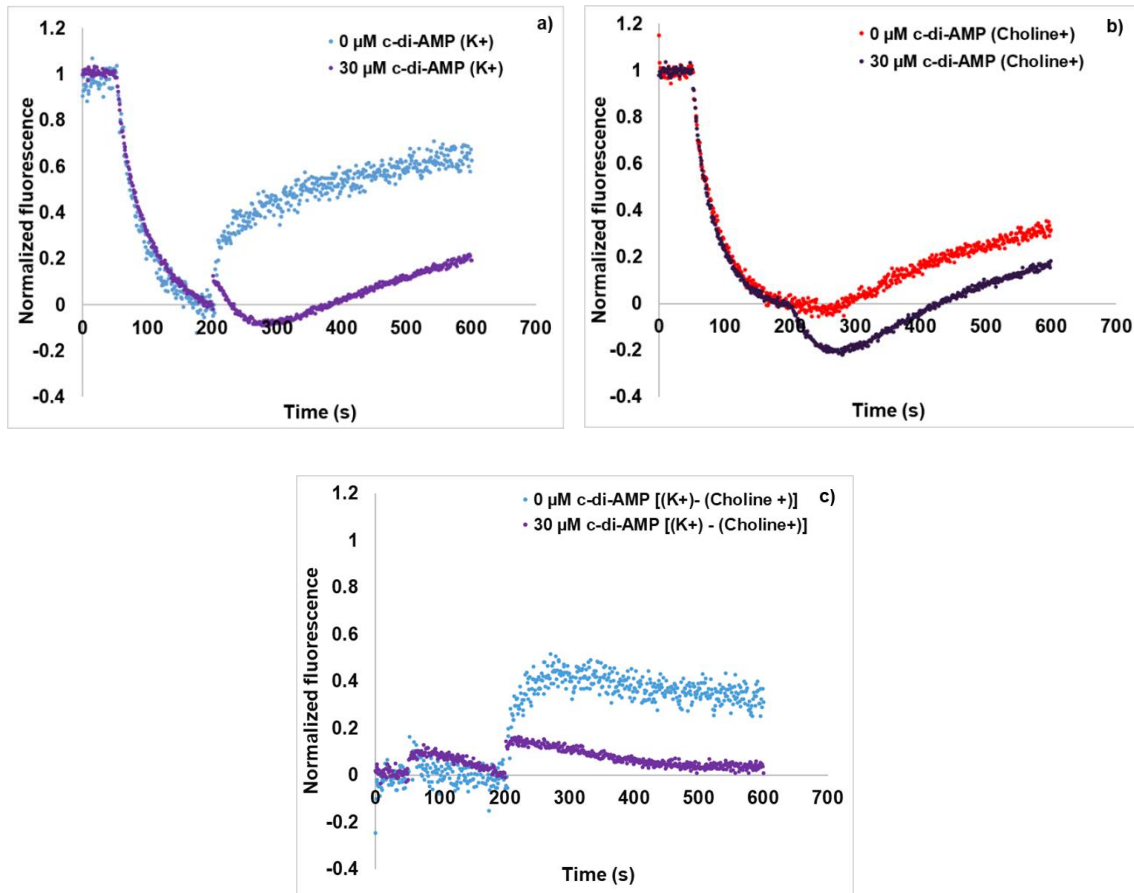 a)
0 µM c-di-AMP (K+)
30 µM c-di-AMP (K+)
Normalized fluorescence
1.2
1
0.8
0.6
0.4
0.2
0
-0.2
-0.4
0 100 200 300 400 500 600 700
Time (s)
b)
0 µM c-di-AMP (Choline+)
30 µM c-di-AMP (Choline+)
Normalized fluorescence
1.2
1
0.8
0.6
0.4
0.2
0
-0.2
-0.4
0 100 200 300 400 500 600 700
Time (s)
c)
0 µM c-di-AMP [(K+)- (Choline +)]
30 µM c-di-AMP [(K+) - (Choline+)]
Normalized fluorescence
1.2
1
0.8
0.6
0.4
0.2
0
-0.2
-0.4
0 100 200 300 400 500 600 700
Time (s)